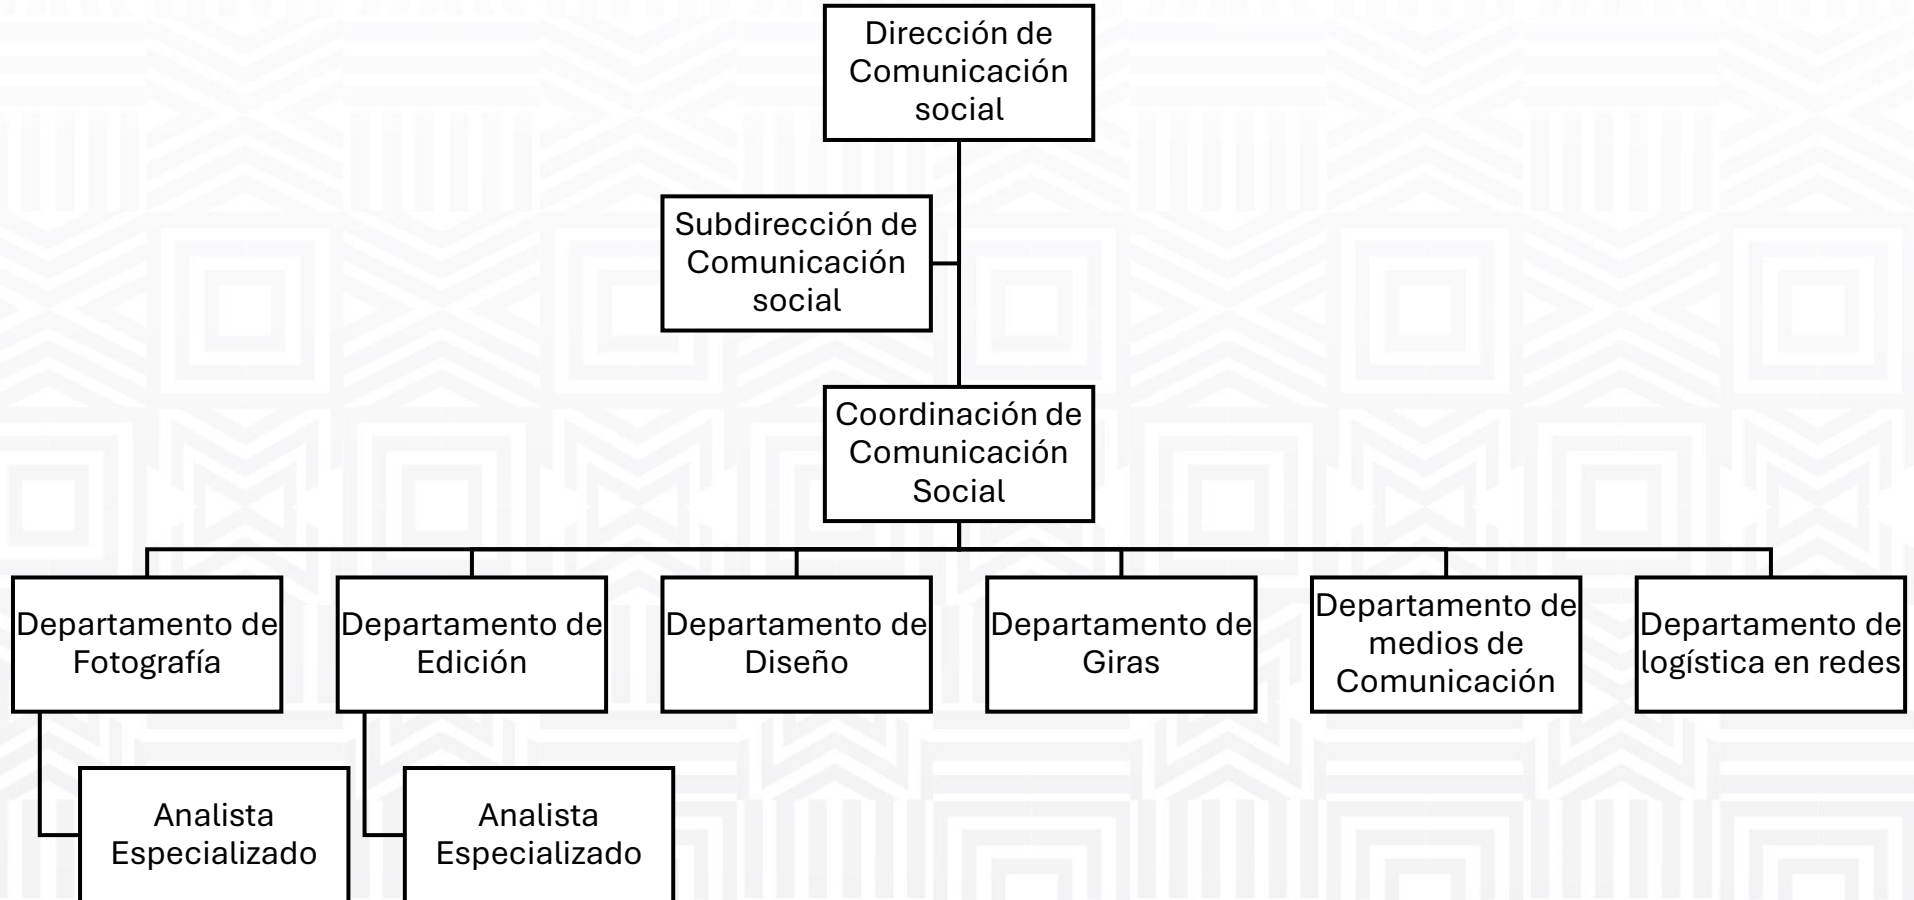 Dirección de
Comunicación
social
Subdirección de
Comunicación
social
Coordinación de
Comunicación
Social
Departamento de
Fotografía
Departamento de
Edición
Departamento de
Diseño
Departamento de
Giras
Departamento de
medios de
Comunicación
Departamento de
logística en redes
Analista
Especializado
Analista
Especializado